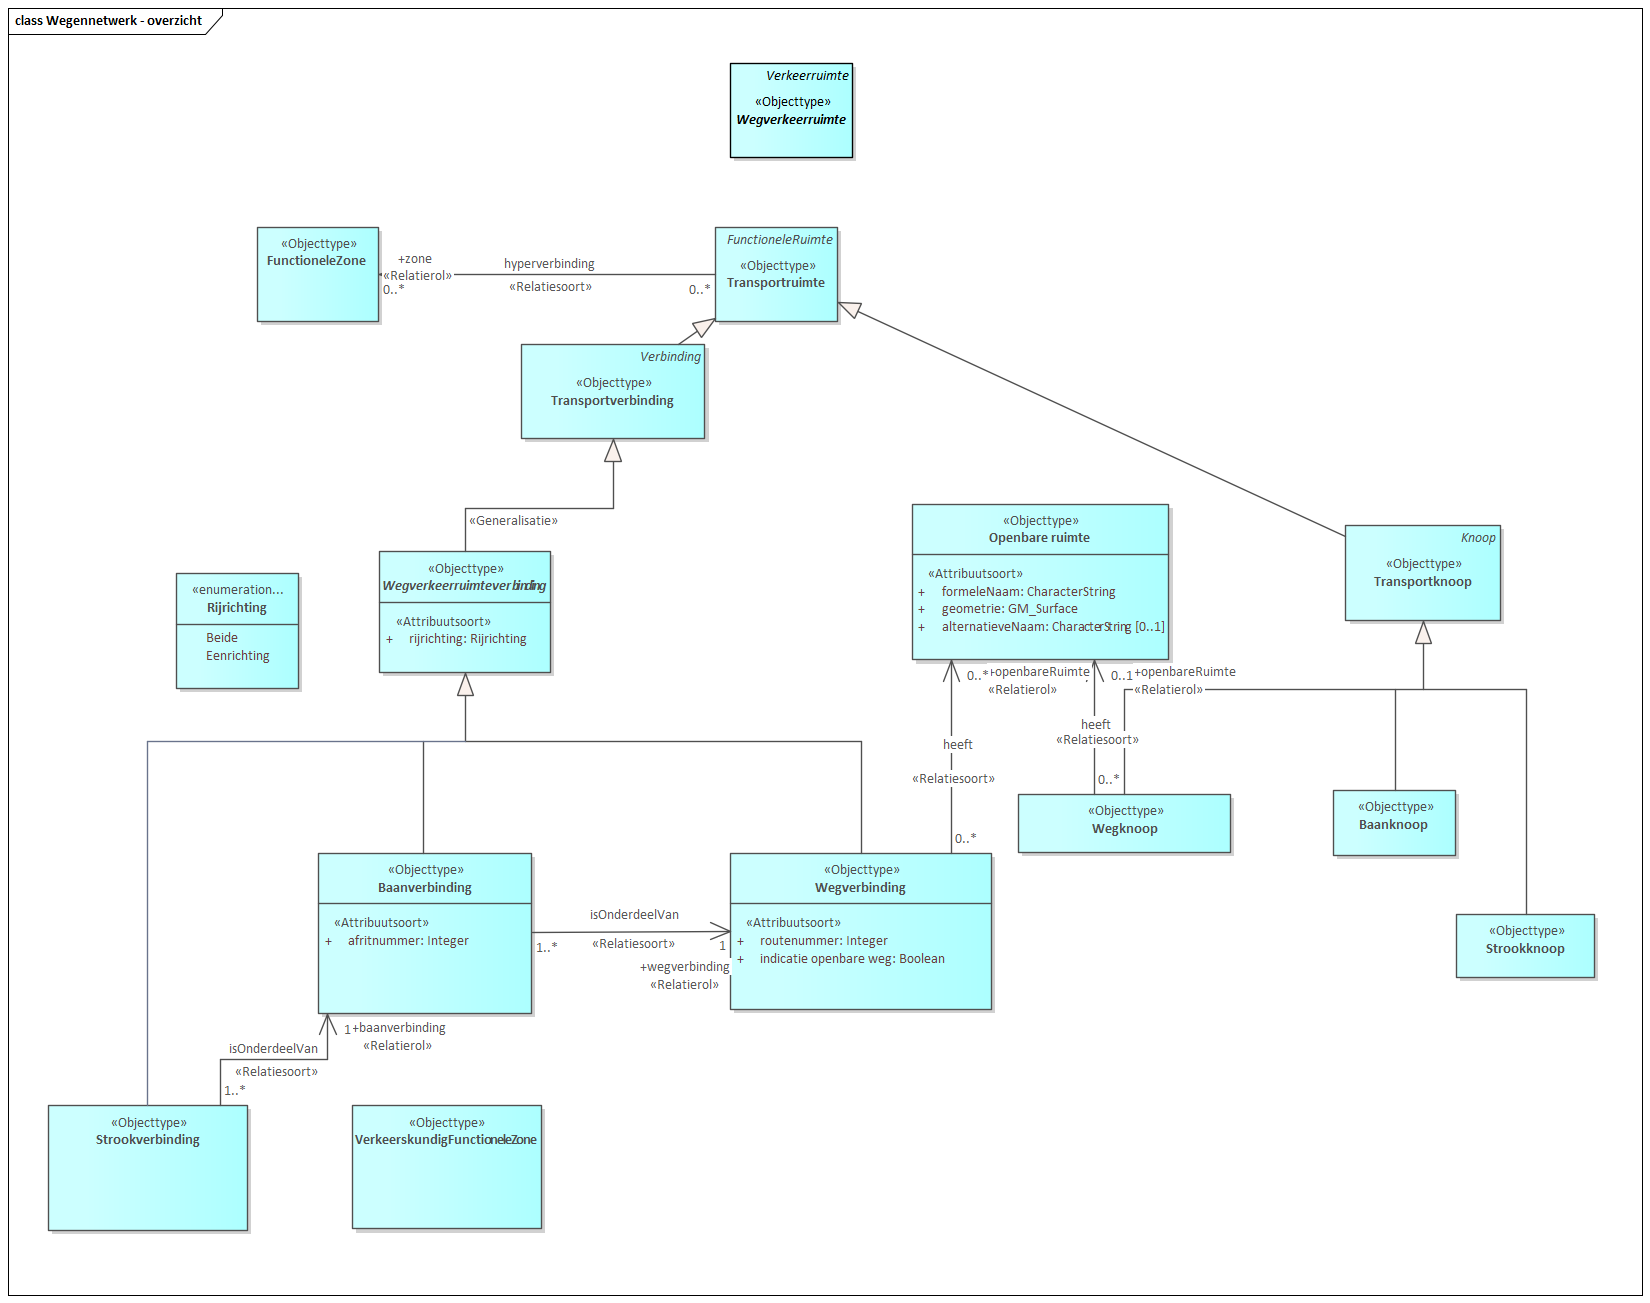 class Wegennetwerk - overzicht
Verkeerruimte
«Objecttype»
Wegverkeerruimte
«Objecttype»
FunctioneleZone
+zone
«Relatierol»
0..*
hyperverbinding
«Relatiesoort»
0..*
FunctioneleRuimte
«Objecttype»
Transportruimte
Verbinding
«Objecttype»
Transportverbinding
«Generalisatie»
«Objecttype»
Wegverkeerruimteverbinding
«Attribuutsoort»
+ rijrichting: Rijrichting
«enumeration...
Rijrichting
Beide
Eenrichting
«Objecttype»
Openbare ruimte
«Attribuutsoort»
+ formeleNaam: CharacterString
+ geometrie: GM_Surface
+ alternatieveNaam: CharacterString [0..1]
Knoop
«Objecttype»
Transportknoop
0..*
+openbareRuimte
«Relatierol»
0..1
+openbareRuimte
«Relatierol»
heeft
«Relatiesoort»
0..*
heeft
«Relatiesoort»
0..*
«Objecttype»
Wegknoop
«Objecttype»
Baanknoop
«Objecttype»
Strookknoop
«Objecttype»
Baanverbinding
«Attribuutsoort»
+ afritnummer: Integer
isOnderdeelVan
1..*
«Relatiesoort»
1
+wegverbinding
«Relatierol»
«Objecttype»
Wegverbinding
«Attribuutsoort»
+ routenummer: Integer
+ indicatie openbare weg: Boolean
1
+baanverbinding
«Relatierol»
isOnderdeelVan
«Relatiesoort»
1..*
«Objecttype»
Strookverbinding
«Objecttype»
VerkeerskundigFunctioneleZone